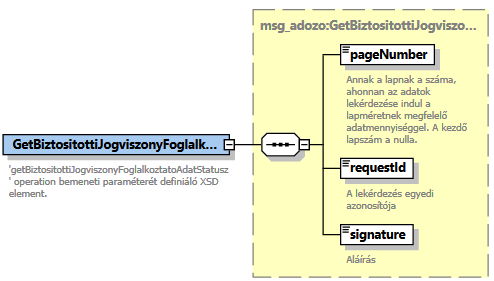 msg_adozo:GetBiztositottiJogviszo...
pageNumber
Annak a lapnak a száma,
ahonnan az adatok
lekérdezése indul a
lapméretnek megfelelő
adatmennyiséggel. A kezdő
lapszám a nulla.
GetBiztositottiJogviszonyFoglalk...
'getBiztositottiJogviszonyFoglalkoztatoAdatStatusz
' operation bemeneti paraméterét definiáló XSD
element.
requestId
A lekérdezés egyedi
azonosítója
signature
Aláírás